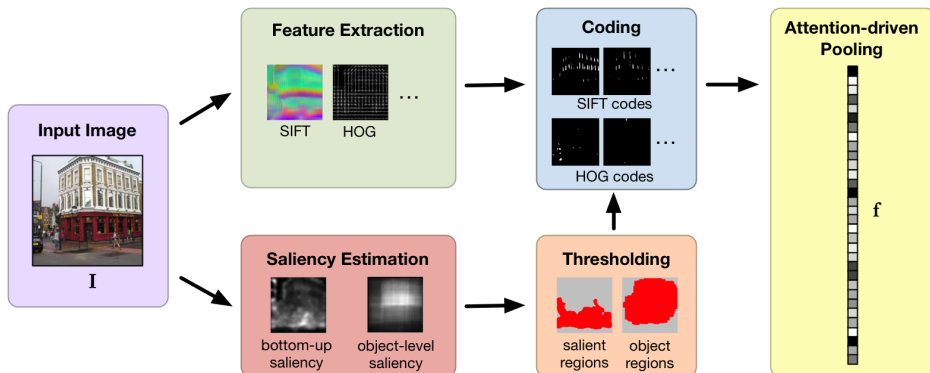 Input Image
I
Feature Extraction
SIFT
HOG
...
Saliency Estimation
bottom-up
saliency
object-level
saliency
Coding
...
SIFT codes
...
HOG codes
Thresholding
salient
regions
object
regions
Attention-driven
Pooling
f